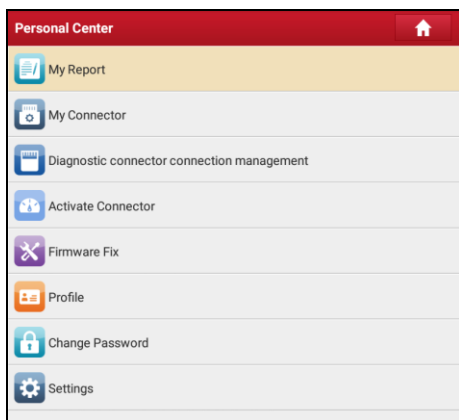 Personal Center
My Report
My Connector
Diagnostic connector connection management
Activate Connector
Firmware Fix
Profile
Change Password
Settings